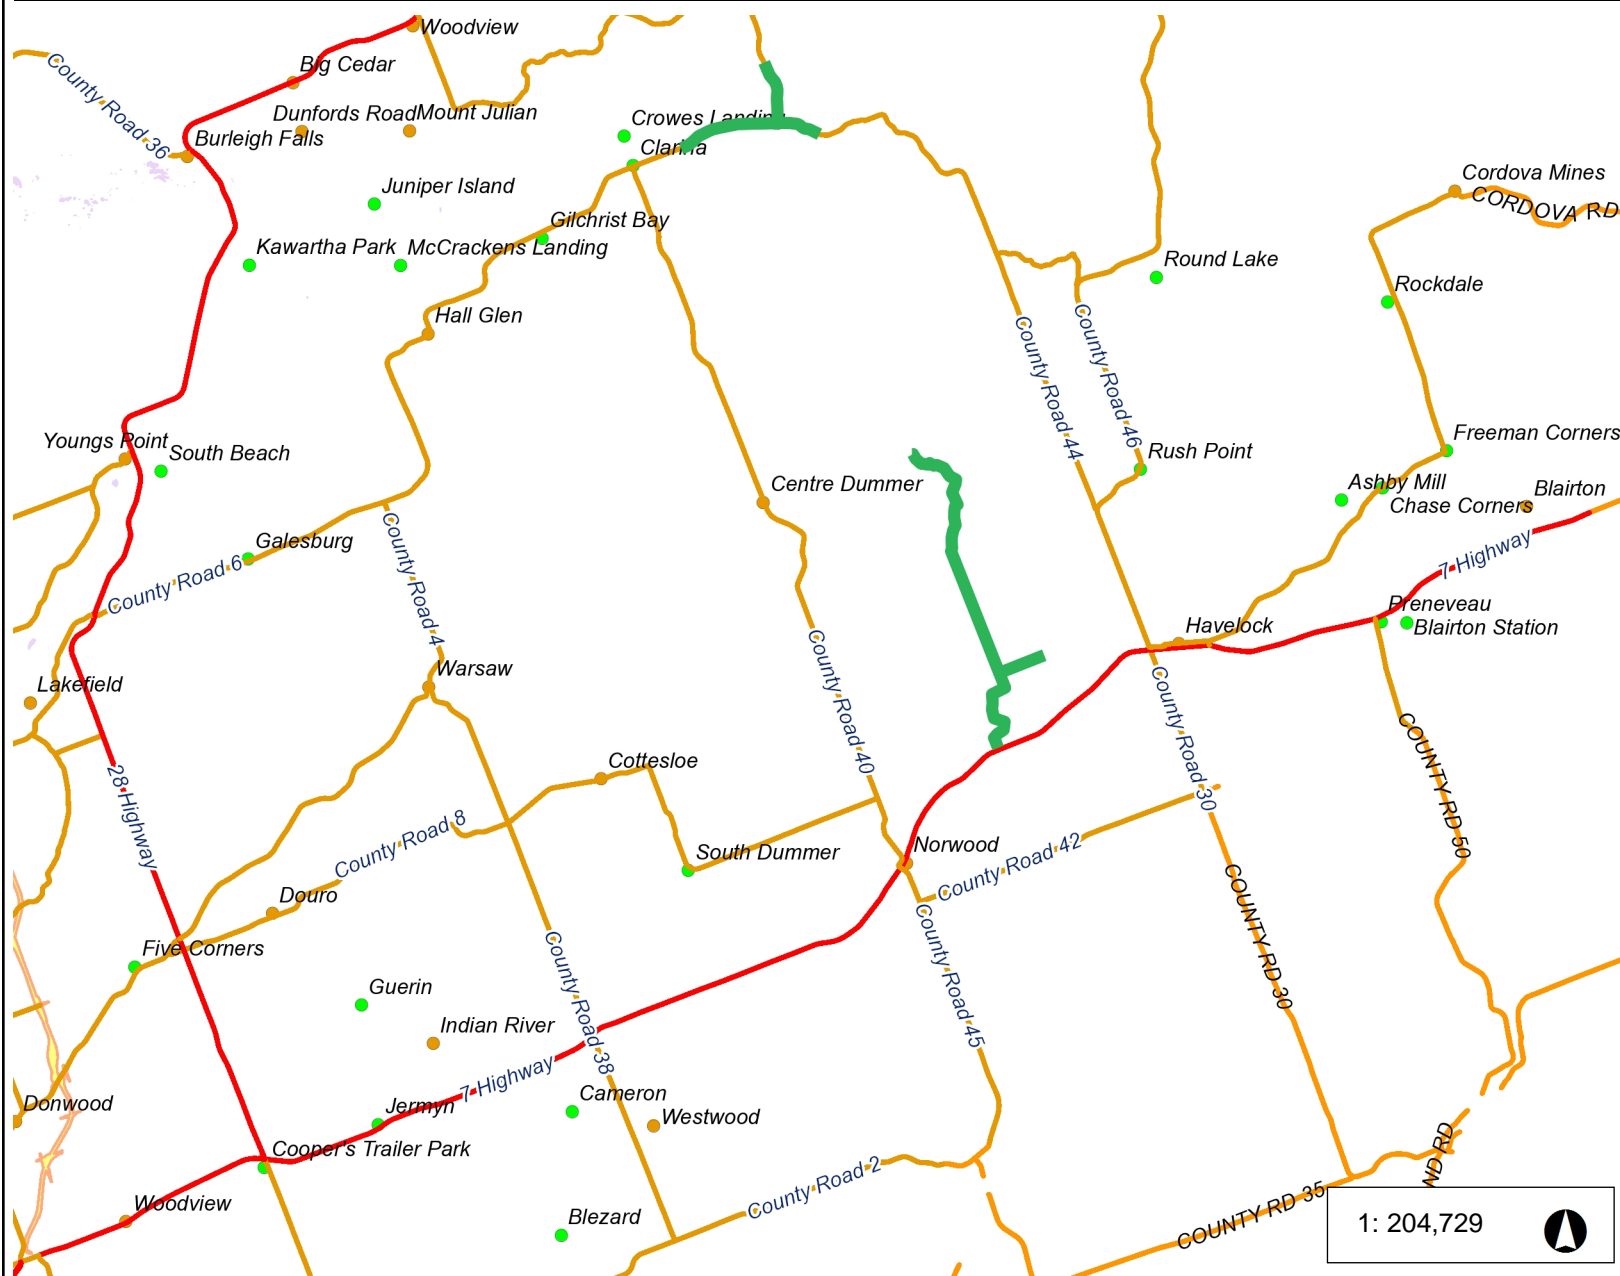 Woodview
Big Cedar
County Road 36
Dunfords Road
Mount Julian
Crowes Landing
Burleigh Falls
Clarina
Cordova Mines
CORDOVA RD
Juniper Island
Gilchrist Bay
Kawartha Park
McCrackens Landing
Round Lake
Rockdale
Hall Glen
County Road 44
County Road 46
Youngs Point
South Beach
Rush Point
Freeman Corners
Centre Dummer
Ashby Mill
Chase Corners
Blairton
Galesburg
County Road 6
County Road 4
7 Highway
Preneveau
Blairton Station
Havelock
Warsaw
Lakefield
County Road 40
County Road 30
COUNTY RD 50
Cottesloe
28 Highway
County Road 8
South Dummer
Norwood
County Road 42
Douro
COUNTY RD 30
Five Corners
County Road 45
Guerin
Indian River
County Road 38
7 Highway
Donwood
Jermyn
Cameron
Westwood
Cooper's Trailer Park
County Road 2
ND RD
Woodview
Blezard
COUNTY RD 35
1: 204,729